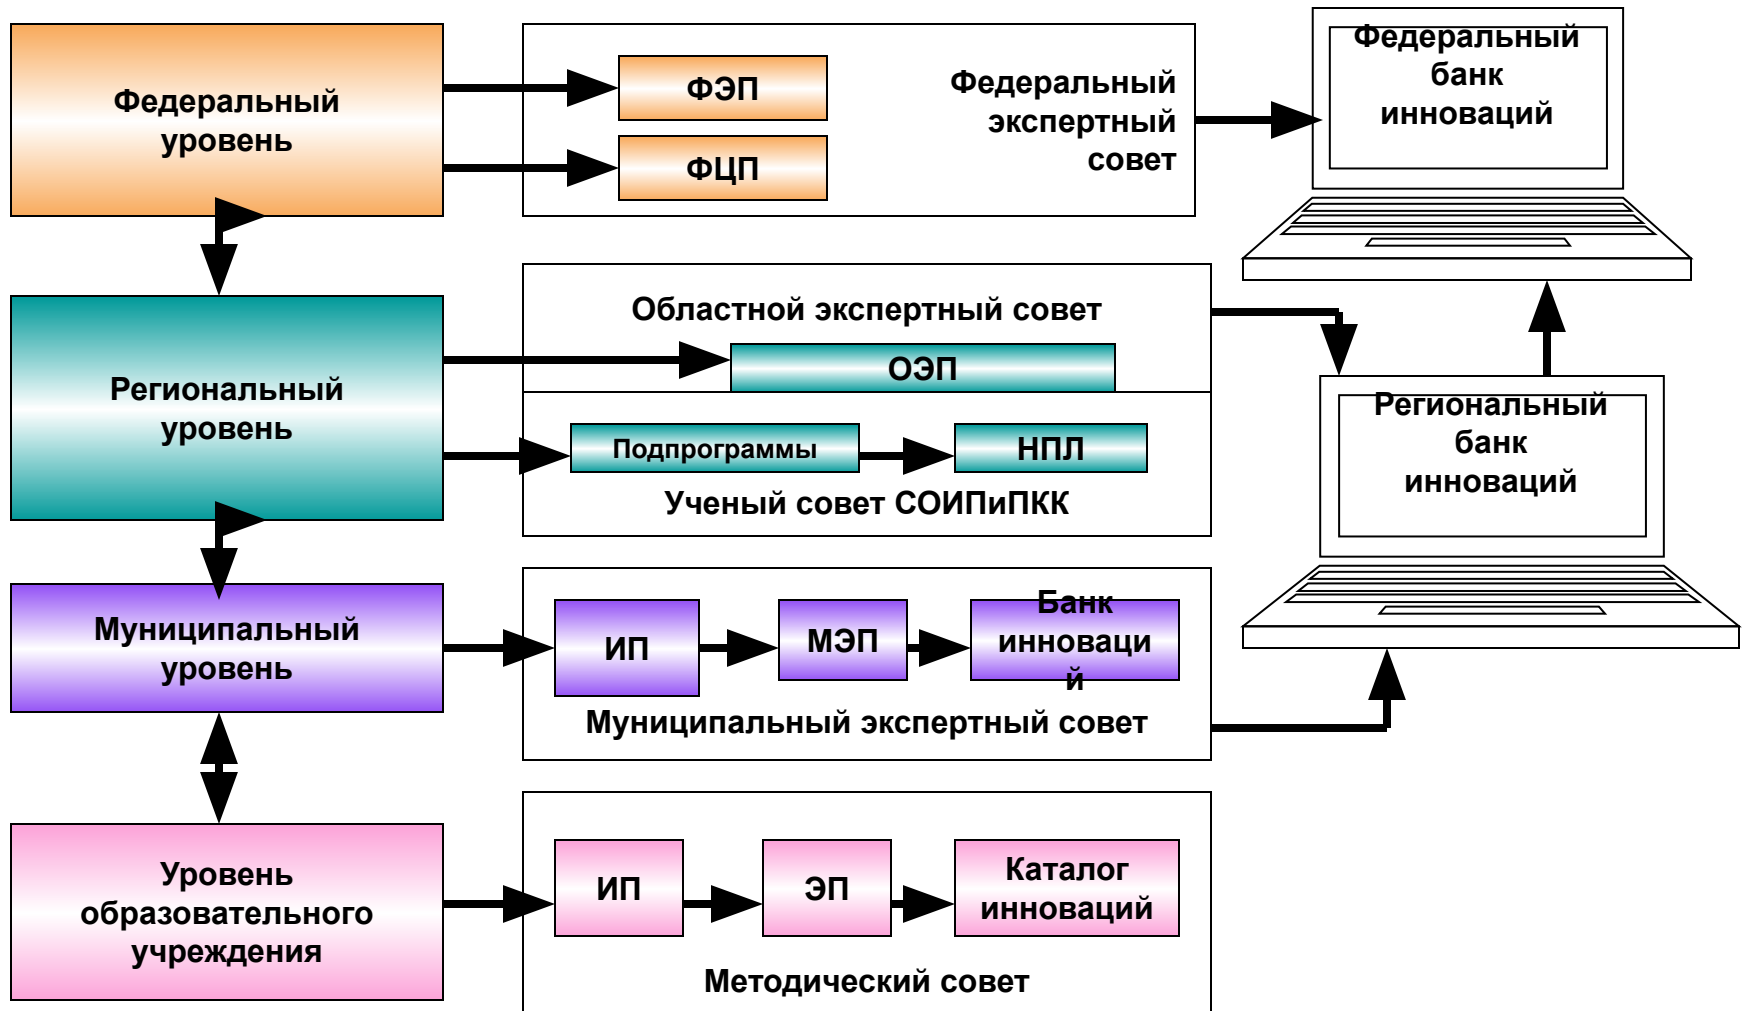 Федеральный
уровень
ФЭП
ФЦП
Федеральный
экспертный
совет
Федеральный
банк
инноваций
Региональный
уровень
Областной экспертный совет
ОЭП
Подпрограммы
НПЛ
Ученый совет СОИПиПКК
Региональный
банк
инноваций
Муниципальный
уровень
ИП
МЭП
Банк
инноваци
й
Муниципальный экспертный совет
Уровень
образовательного
учреждения
ИП
ЭП
Каталог
инноваций
Методический совет